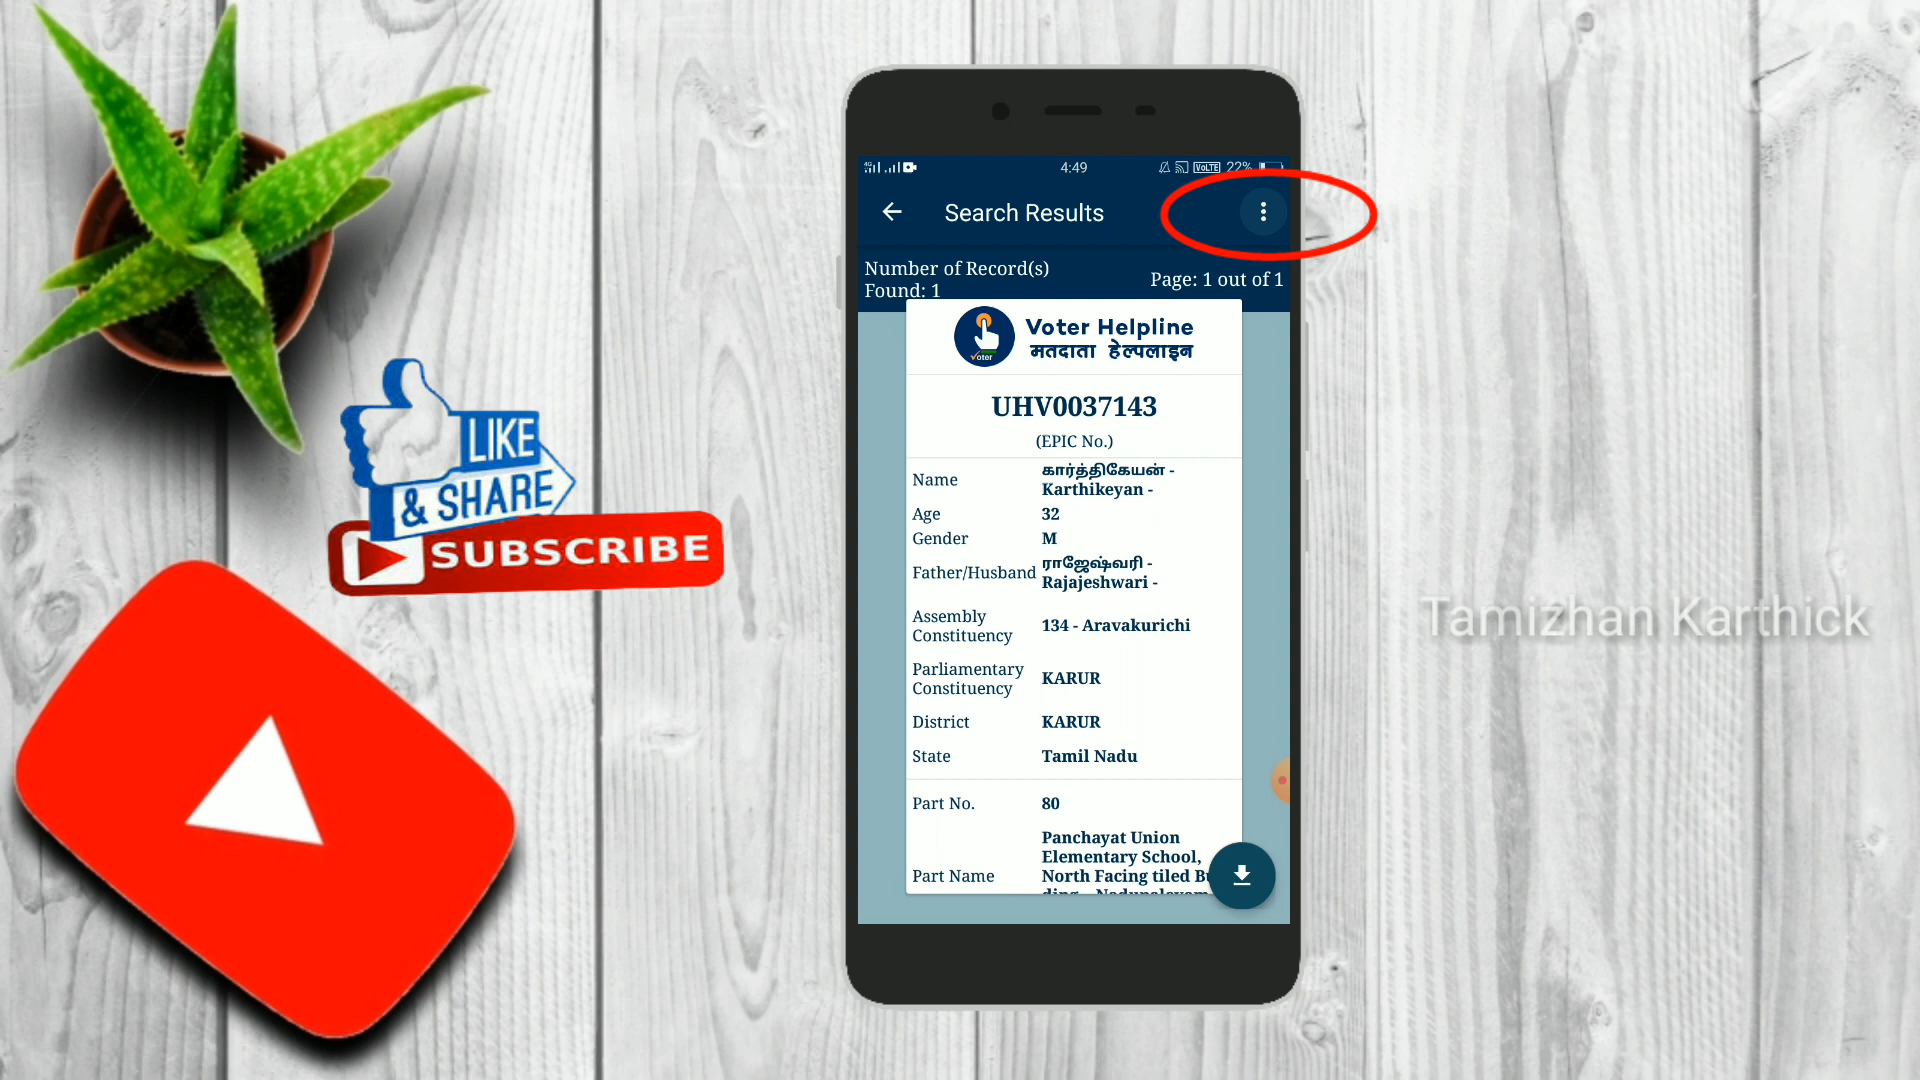 LIKE
& SHARE
SUBSCRIBE
4G
4:49
VoLTE 22%
Search Results
Number of Record(s)
Found: 1
Page: 1 out of 1
Voter
Voter Helpline
मतदाता हेल्पलाइन
UHV0037143
(EPIC No.)
Name
கார்த்திகேயன் -
Karthikeyan -
Age 32
Gender M
Father/Husband
ராஜேஷ்வரி -
Rajajeshwari -
Assembly
Constituency
134 - Aravakurichi
Parliamentary
Constituency
KARUR
District KARUR
State Tamil Nadu
Part No. 80
Part Name
Panchayat Union
Elementary School,
North Facing tiled
Tamizhan Karthick